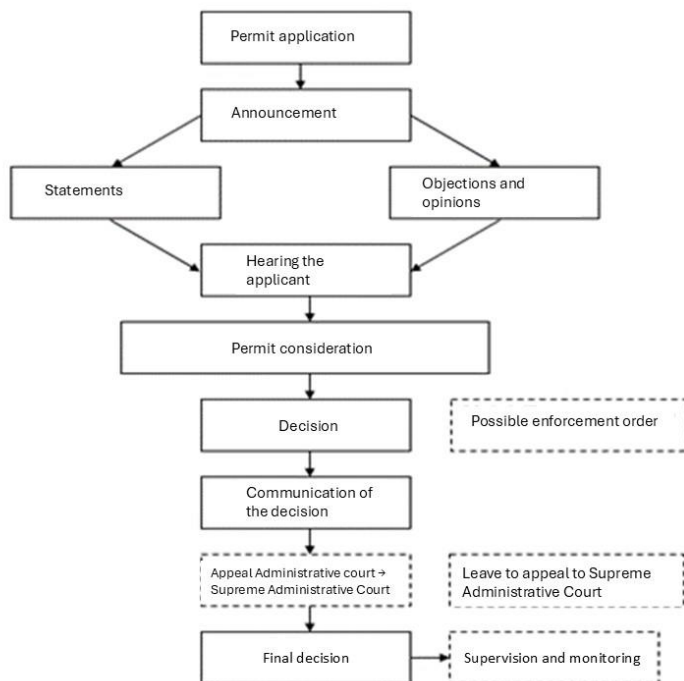 Permit application
Announcement
Statements
Objections and
opinions
Hearing the
applicant
Permit consideration
Decision
Possible enforcement order
Communication of
the decision
Appeal Administrative court →
Supreme Administrative Court
Leave to appeal to Supreme
Administrative Court
Final decision
Supervision and monitoring